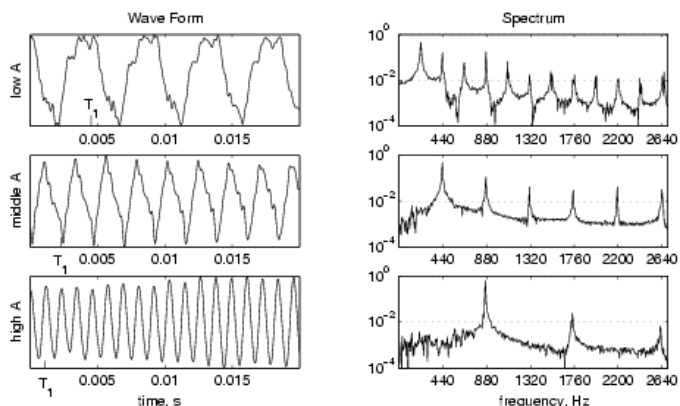 Wave Form
Spectrum
low A
T1
0.005 0.01 0.015
10^0
10^-2
10^-4
440 880 1320 1760 2200 2640
middle A
T1
0.005 0.01 0.015
10^0
10^-2
10^-4
440 880 1320 1760 2200 2640
high A
T1
0.005 0.01 0.015
time, s
10^0
10^-2
10^-4
440 880 1320 1760 2200 2640
frequency, Hz